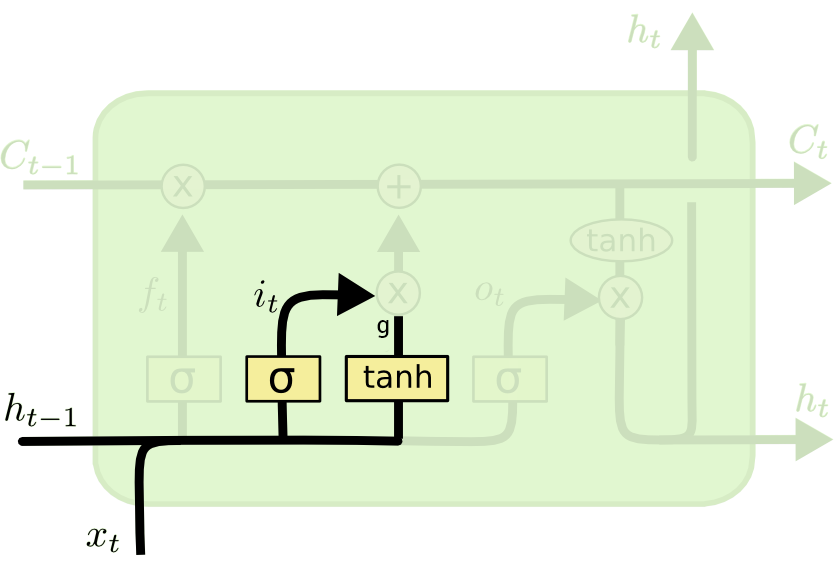 h_t
C_{t-1}
C_t
x
+
tanh
f_t
i_t
x
o_t
x
g
σ
σ
tanh
σ
h_{t-1}
h_t
x_t